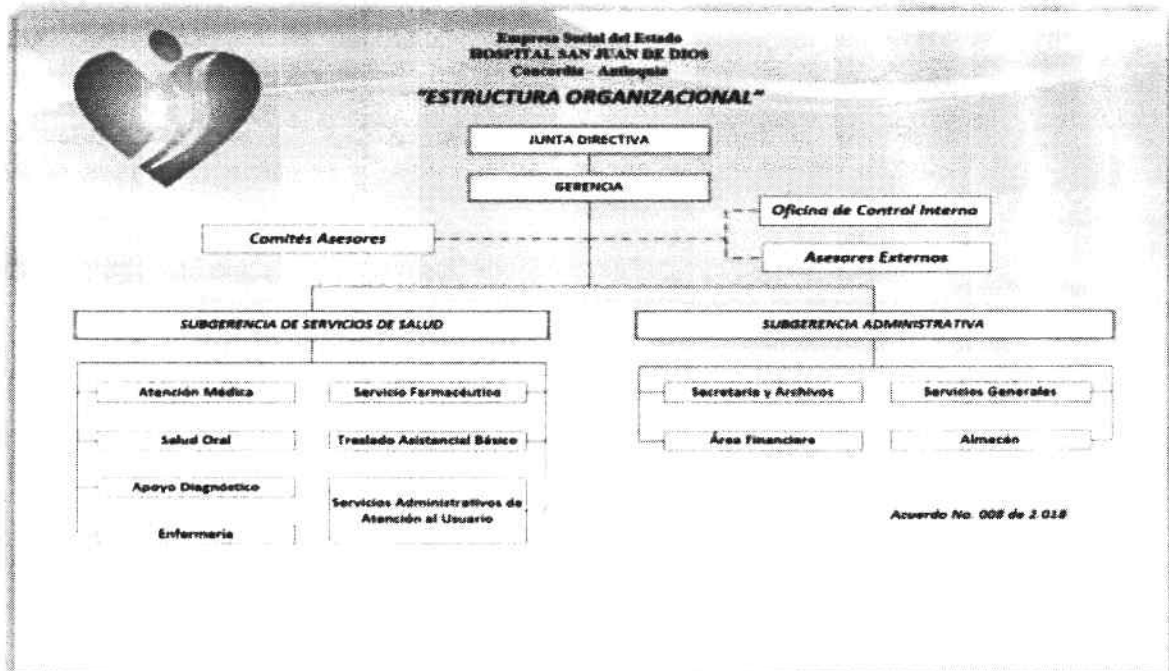 Empresa Social del Estado
HOSPITAL SAN JUAN DE DIOS
Concordia - Antioquia
"ESTRUCTURA ORGANIZACIONAL"
JUNTA DIRECTIVA
GERENCIA
Oficina de Control Interno
Comités Asesores
Asesores Externos
SUBGERENCIA DE SERVICIOS DE SALUD
SUBGERENCIA ADMINISTRATIVA
Atención Médica
Servicio Farmacéutico
Secretaria y Archivos
Servicios Generales
Salud Oral
Traslado Asistencial Básico
Área Financiera
Almacén
Apoyo Diagnóstico
Servicios Administrativos de
Atención al Usuario
Enfermería
Acuerdo No. 008 de 2.018